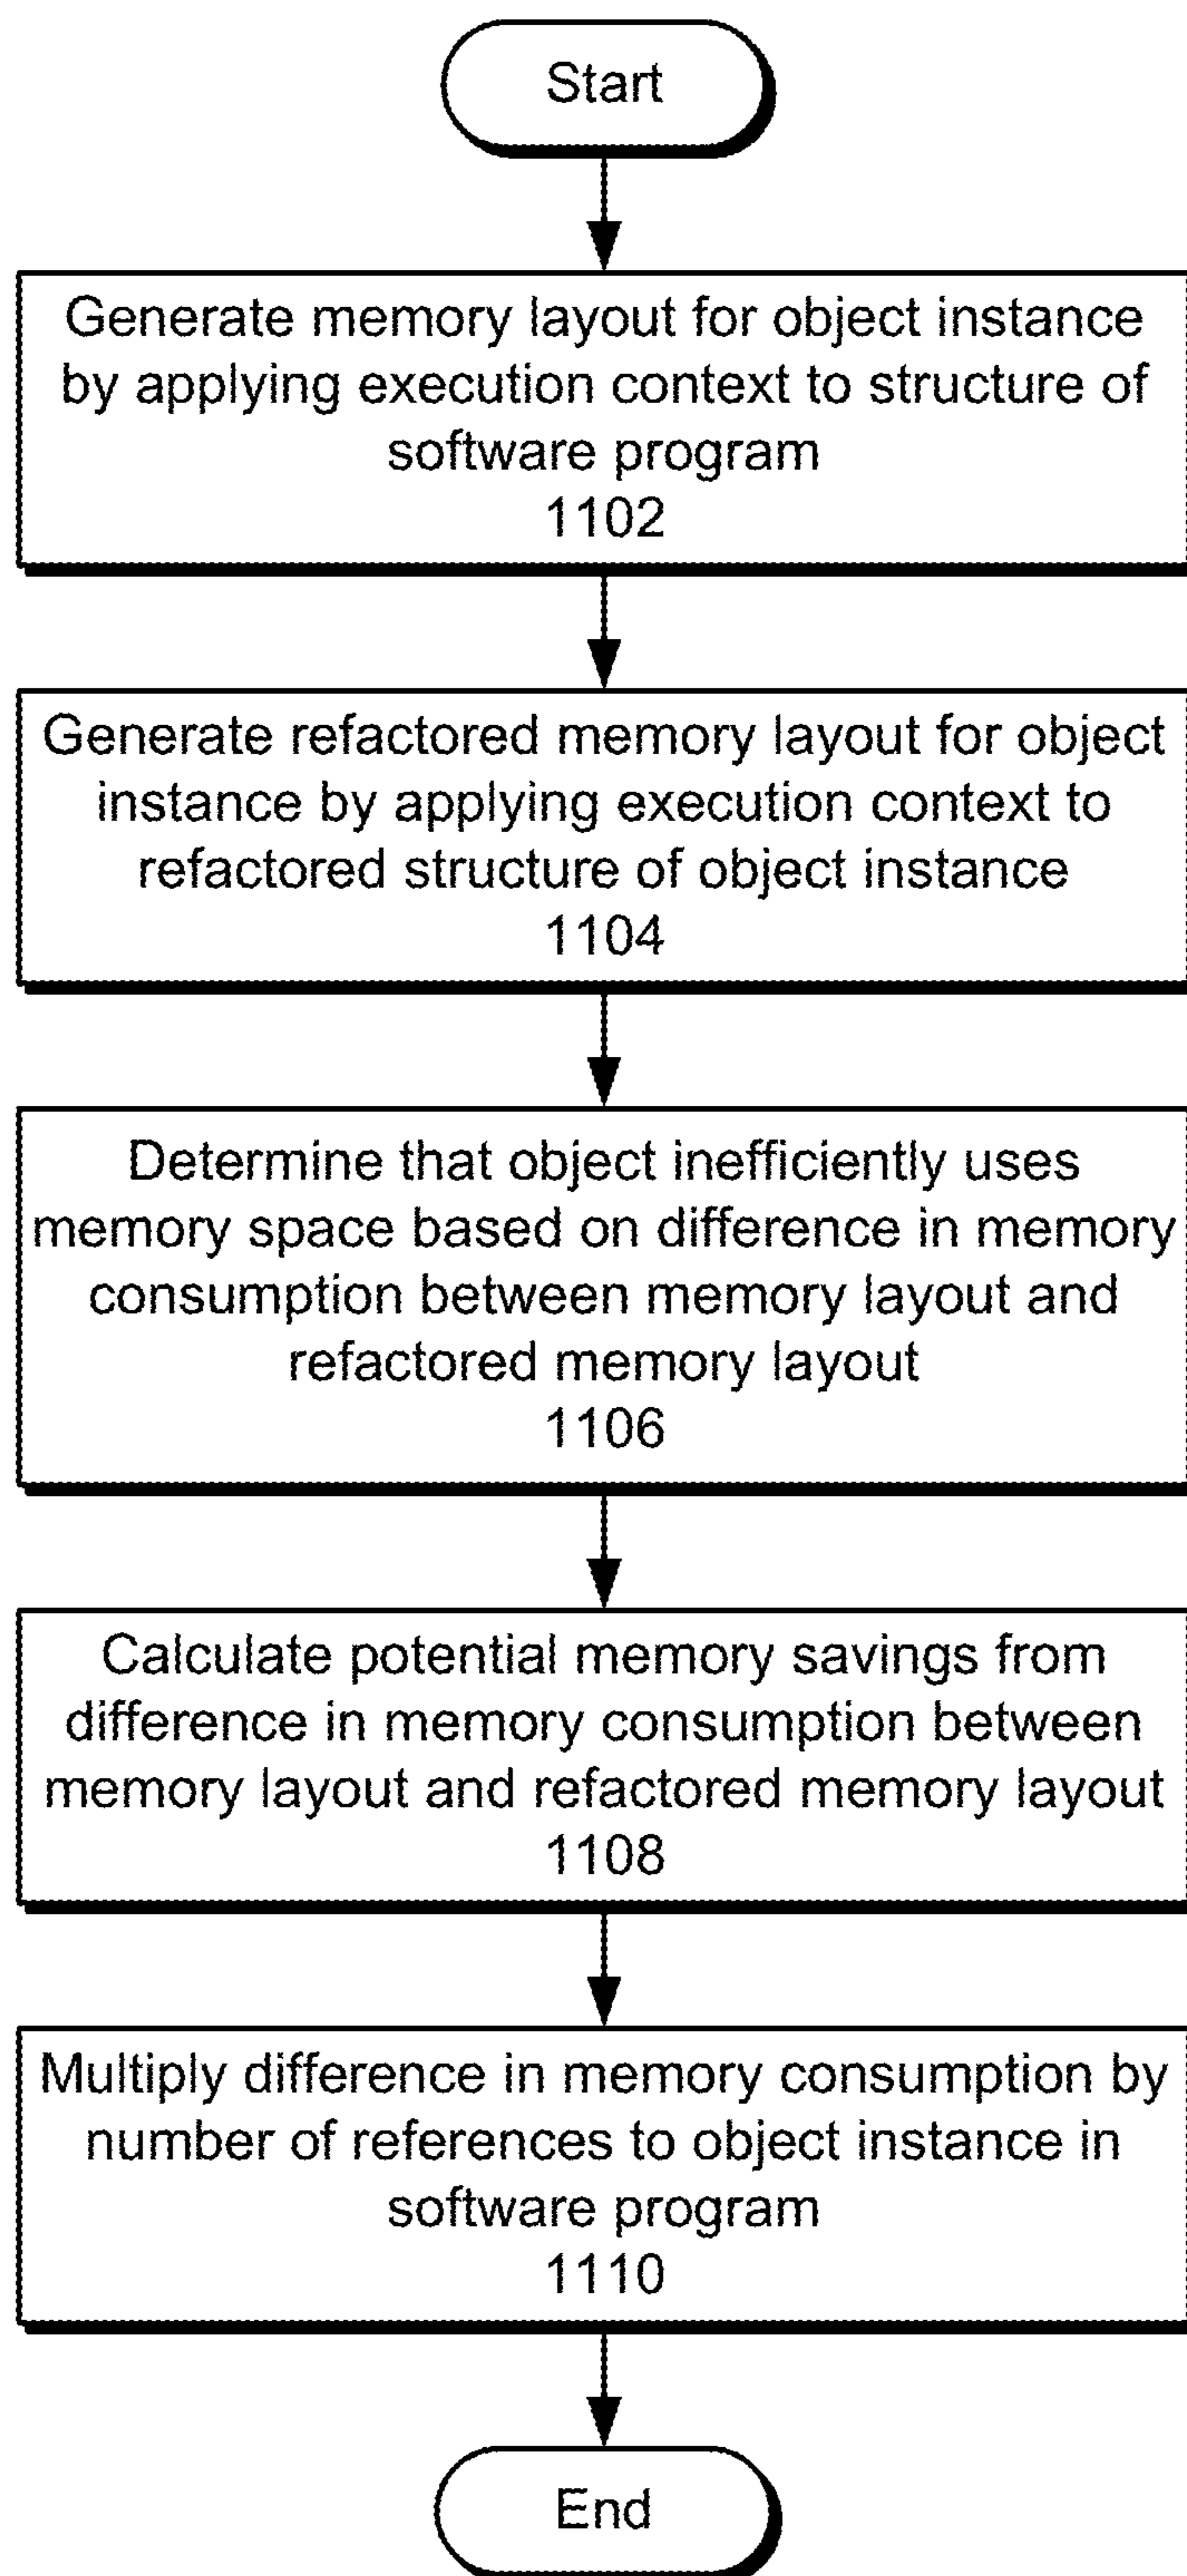 Start
Generate memory layout for object instance
by applying execution context to structure of
software program
1102
Generate refactored memory layout for object
instance by applying execution context to
refactored structure of object instance
1104
Determine that object inefficiently uses
memory space based on difference in memory
consumption between memory layout and
refactored memory layout
1106
Calculate potential memory savings from
difference in memory consumption between
memory layout and refactored memory layout
1108
Multiply difference in memory consumption by
number of references to object instance in
software program
1110
End